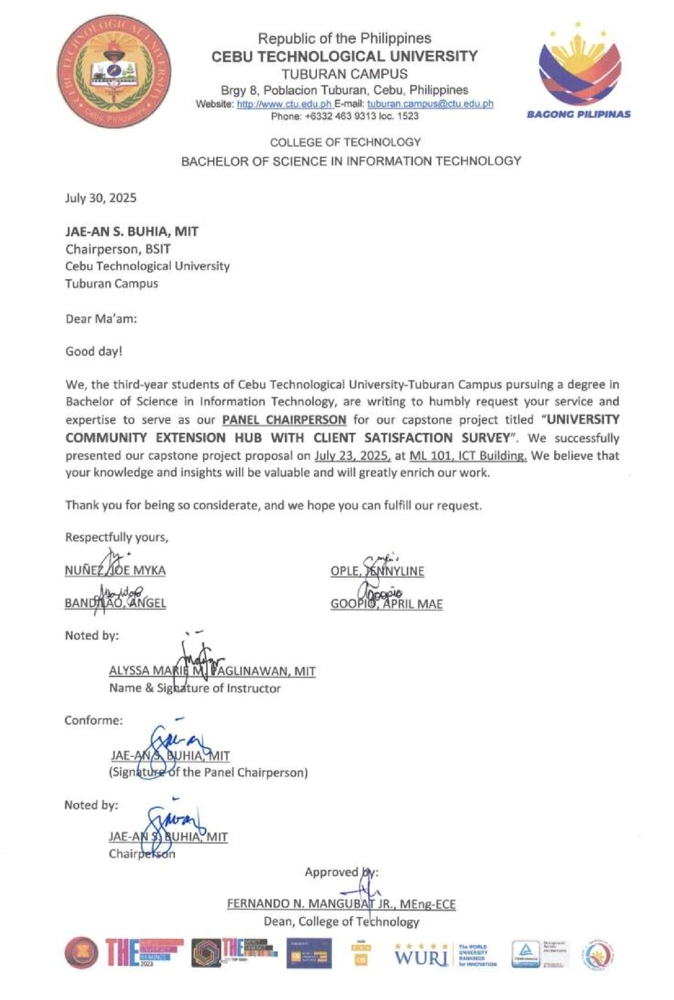 CEBU TECHNOLOGICAL UNIVERSITY
Cebu, Philippines
Republic of the Philippines
CEBU TECHNOLOGICAL UNIVERSITY
TUBURAN CAMPUS
Brgy 8, Poblacion Tuburan, Cebu, Philippines
Website: http://www.ctu.edu.ph E-mail: tuburan.campus@ctu.edu.ph
Phone: +6332 463 9313 loc. 1523
BAGONG PILIPINAS
COLLEGE OF TECHNOLOGY
BACHELOR OF SCIENCE IN INFORMATION TECHNOLOGY
July 30, 2025
JAE-AN S. BUHIA, MIT
Chairperson, BSIT
Cebu Technological University
Tuburan Campus
Dear Ma'am:
Good day!
We, the third-year students of Cebu Technological University-Tuburan Campus pursuing a degree in
Bachelor of Science in Information Technology, are writing to humbly request your service and
expertise to serve as our PANEL CHAIRPERSON for our capstone project titled “UNIVERSITY
COMMUNITY EXTENSION HUB WITH CLIENT SATISFACTION SURVEY”. We successfully
presented our capstone project proposal on July 23, 2025, at ML 101, ICT Building. We believe that
your knowledge and insights will be valuable and will greatly enrich our work.
Thank you for being so considerate, and we hope you can fulfill our request.
Respectfully yours,
NUÑEZ, JOE MYKA
OPLE, JENNYLINE
BANDILAO, ANGEL
GOOPIO, APRIL MAE
Noted by:
ALYSSA MARIE M. PAGLINAWAN, MIT
Name & Signature of Instructor
Conforme:
JAE-AN S. BUHIA, MIT
(Signature of the Panel Chairperson)
Noted by:
JAE-AN S. BUHIA, MIT
Chairperson
Approved by:
FERNANDO N. MANGUBAT JR., MEng-ECE
Dean, College of Technology
THE
RANKINGS
2023
THE
IMPACT
RANKINGS
WURI
The WORLD
UNIVERSITY
RANKINGS
for INNOVATION